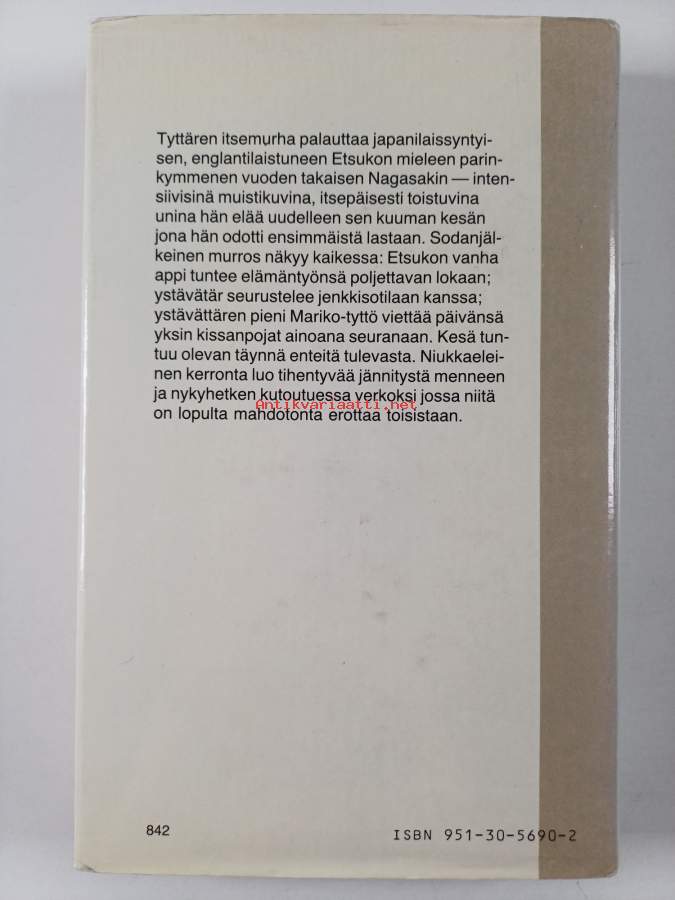 Tyttären itsemurha palauttaa japanilaissyntyi-
sen, englantilaistuneen Etsukon mieleen parin-
kymmenen vuoden takaisen Nagasakin — inten-
siivisinä muistikuvina, itsepäisesti toistuvina
unina hän elää uudelleen sen kuuman kesän
jona hän odotti ensimmäistä lastaan. Sodanjäl-
keinen murros näkyy kaikessa: Etsukon vanha
appi tuntee elämäntyönsä poljettavan lokaan;
ystävätär seurustelee jenkkisotilaan kanssa;
ystävättären pieni Mariko-tyttö viettää päivänsä
yksin kissanpojat ainoana seuranaan. Kesä tun-
tuu olevan täynnä enteitä tulevasta. Niukkaelei-
nen kerronta luo tihentyvää jännitystä menneen
ja nykyhetken kutoutuessa verkoksi jossa niitä
Antikvariaatti.net
on lopulta mahdotonta erottaa toisistaan.
842
ISBN 951-30-5690-2